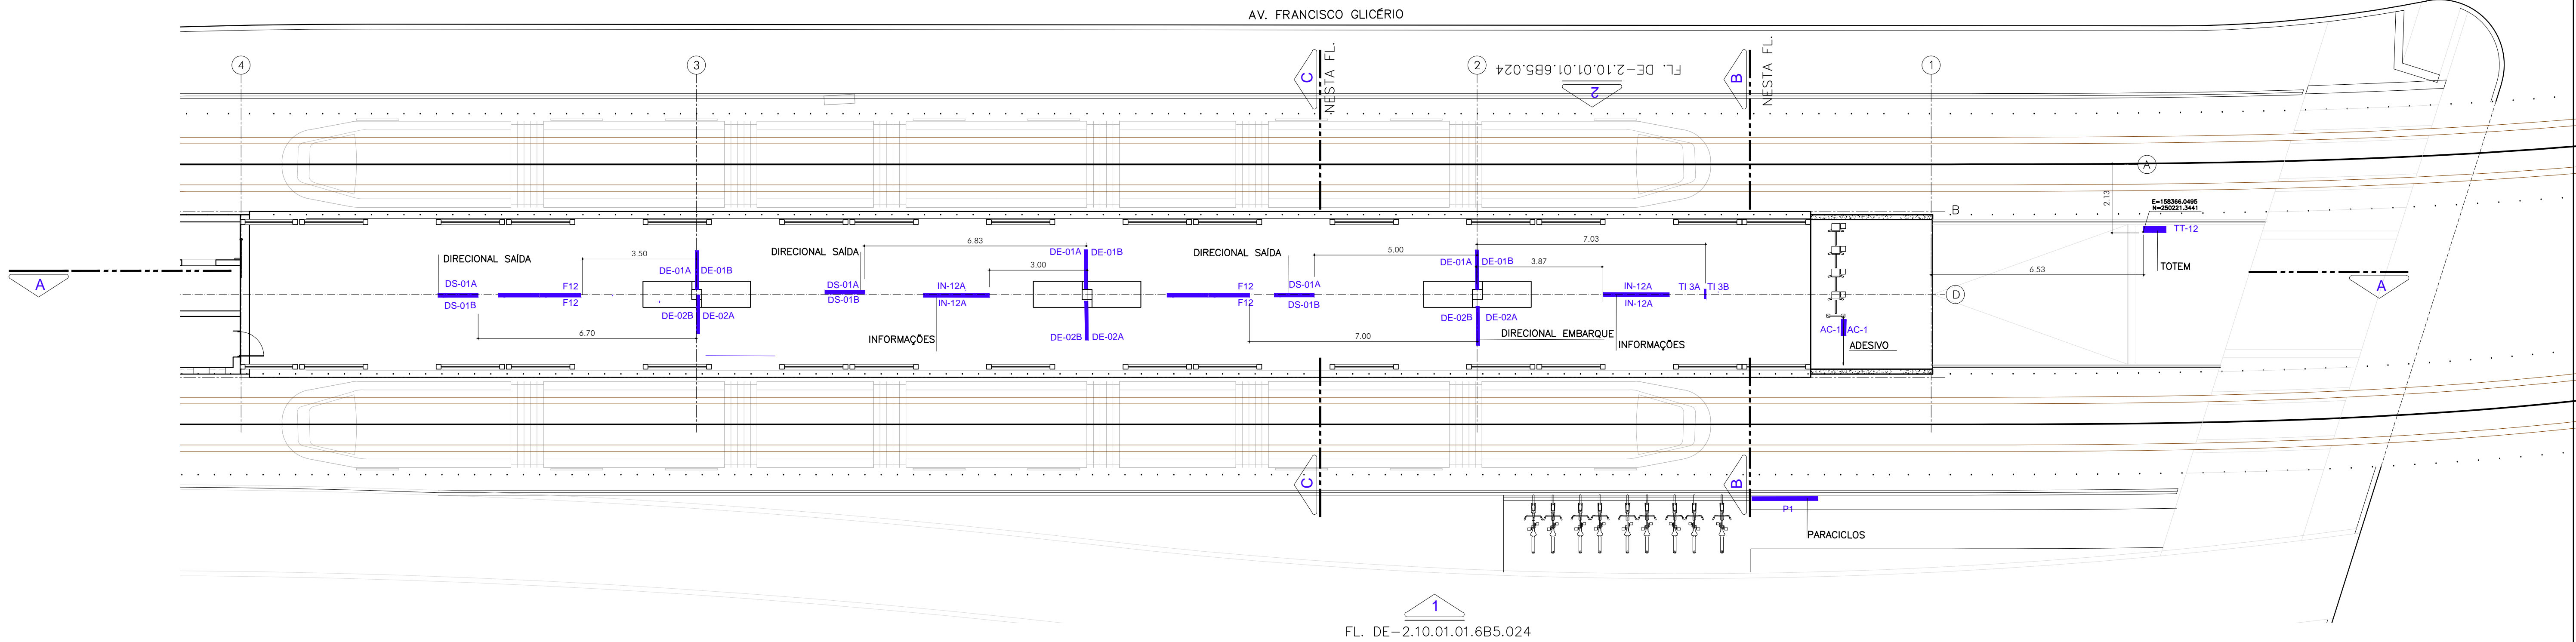 AV. FRANCISCO GLICÉRIO
4
3
C
NESTA FL.
2
FL. DE-2.10.01.01.6B5.024
2
B
NESTA FL.
1
A
2.13
E=158366.0495
N=250221.3441
B
TT-12
TOTEM
6.53
A
A
D
DIRECIONAL SAÍDA
DS-01A
DS-01B
F12
F12
3.50
DE-01A
DE-01B
DE-02B
DE-02A
6.70
DIRECIONAL SAÍDA
DS-01A
DS-01B
6.83
IN-12A
IN-12A
INFORMAÇÕES
3.00
DE-01A
DE-01B
DE-02B
DE-02A
DIRECIONAL SAÍDA
F12
F12
DS-01A
DS-01B
5.00
7.00
DE-01A
DE-01B
DE-02B
DE-02A
DIRECIONAL EMBARQUE
7.03
3.87
IN-12A
IN-12A
INFORMAÇÕES
TI 3A
TI 3B
AC-1
AC-1
ADESIVO
C
B
P1
PARACICLOS
1
FL. DE-2.10.01.01.6B5.024